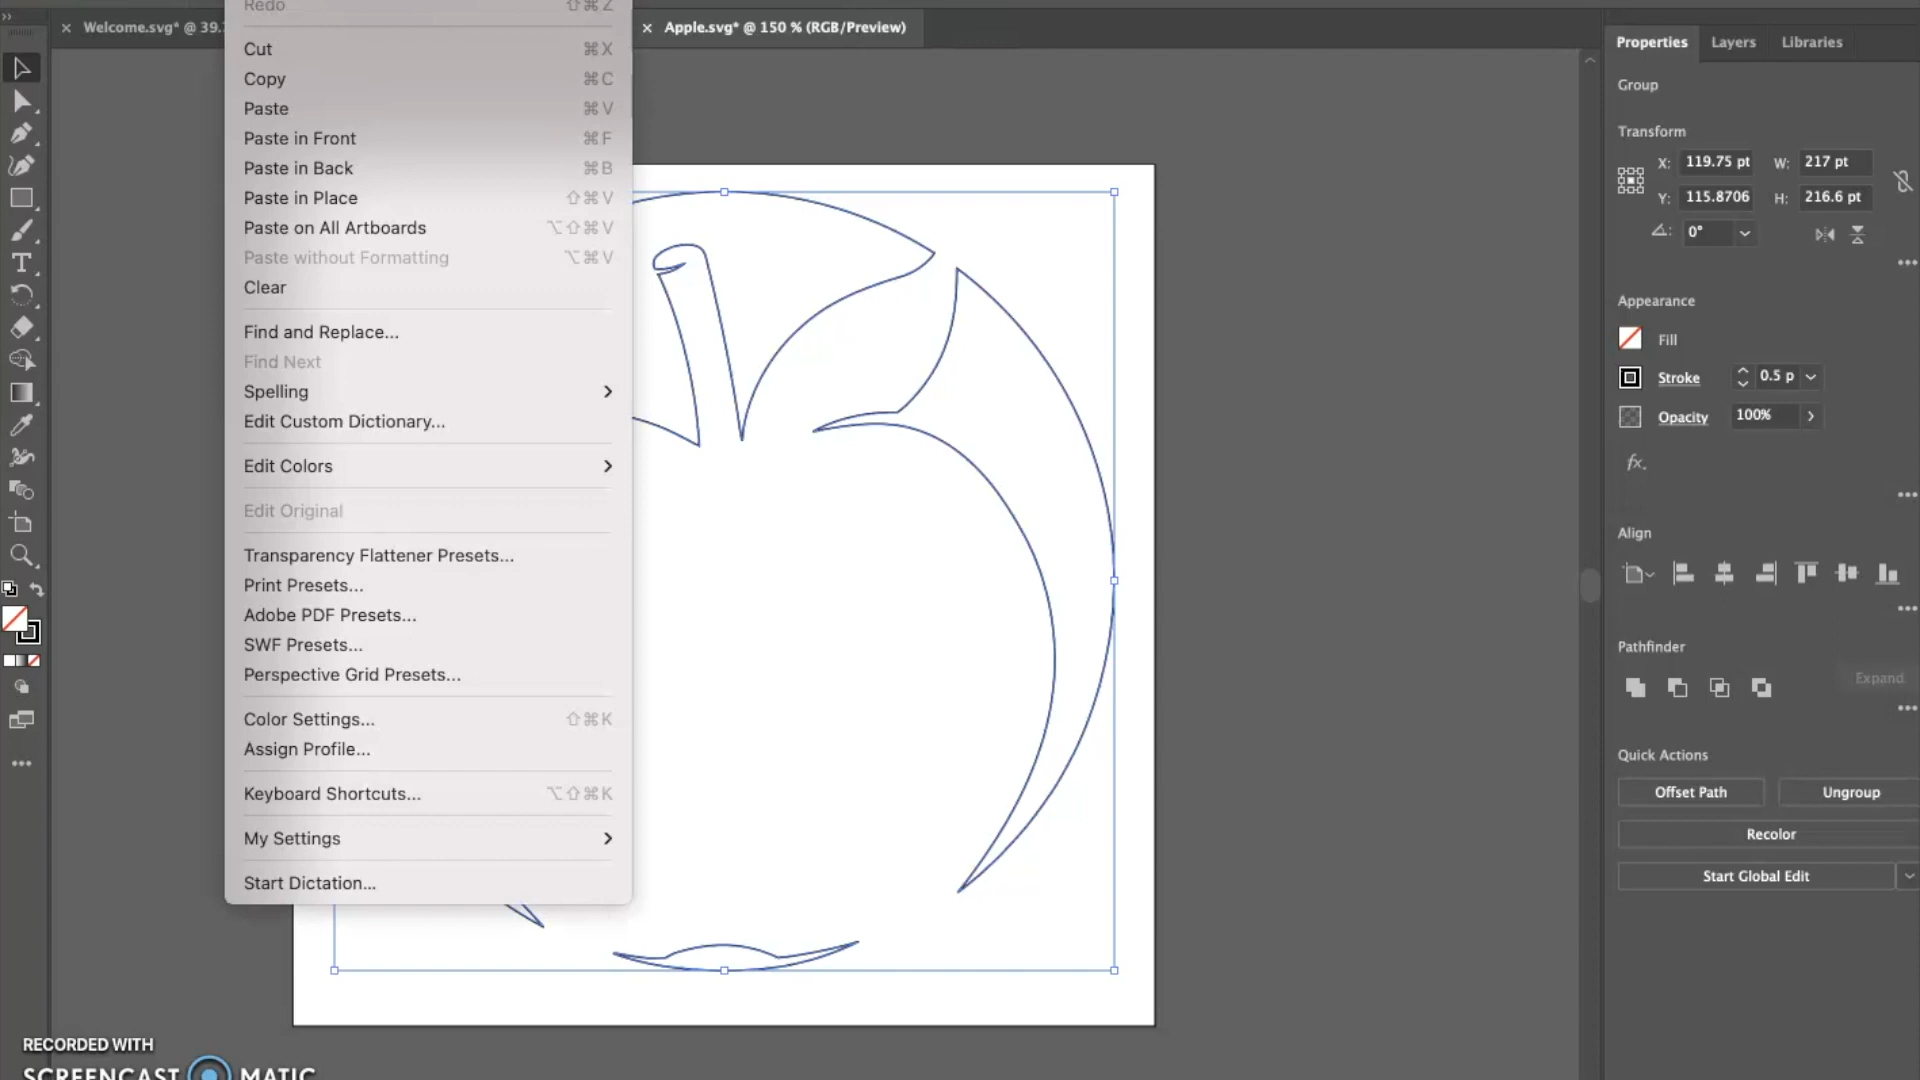 Redo ⇧⌘Z
Welcome.svg* @ 39.
Apple.svg* @ 150 % (RGB/Preview)
Cut ⌘X
Copy ⌘C
Paste ⌘V
Paste in Front ⌘F
Paste in Back ⌘B
Paste in Place ⇧⌘V
Paste on All Artboards ⌥⇧⌘V
Paste without Formatting ⌥⌘V
Clear
Find and Replace...
Find Next
Spelling
Edit Custom Dictionary...
Edit Colors
Edit Original
Transparency Flattener Presets...
Print Presets...
Adobe PDF Presets...
SWF Presets...
Perspective Grid Presets...
Color Settings... ⇧⌘K
Assign Profile...
Keyboard Shortcuts... ⌥⇧⌘K
My Settings
Start Dictation...
Properties Layers Libraries
Group
Transform
X: 119.75 pt W: 217 pt
Y: 115.8706 H: 216.6 pt
0°
Appearance
Fill
Stroke 0.5 p
Opacity 100%
fx.
Align
Pathfinder
Expand
Quick Actions
Offset Path Ungroup
Recolor
Start Global Edit
RECORDED WITH
SCREENCAST MATIC